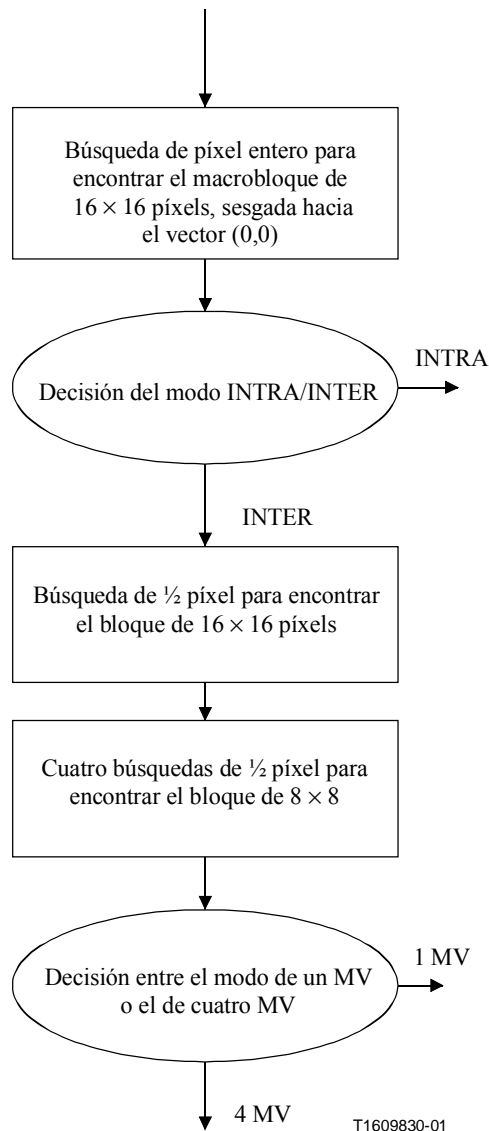 Búsqueda de píxel entero para
encontrar el macrobloque de
16 × 16 píxels, sesgada hacia
el vector (0,0)
INTRA
Decisión del modo INTRA/INTER
INTER
Búsqueda de ½ píxel para encontrar
el bloque de 16 × 16 píxels
Cuatro búsquedas de ½ píxel para
encontrar el bloque de 8 × 8
1 MV
Decisión entre el modo de un MV
o el de cuatro MV
4 MV
T1609830-01